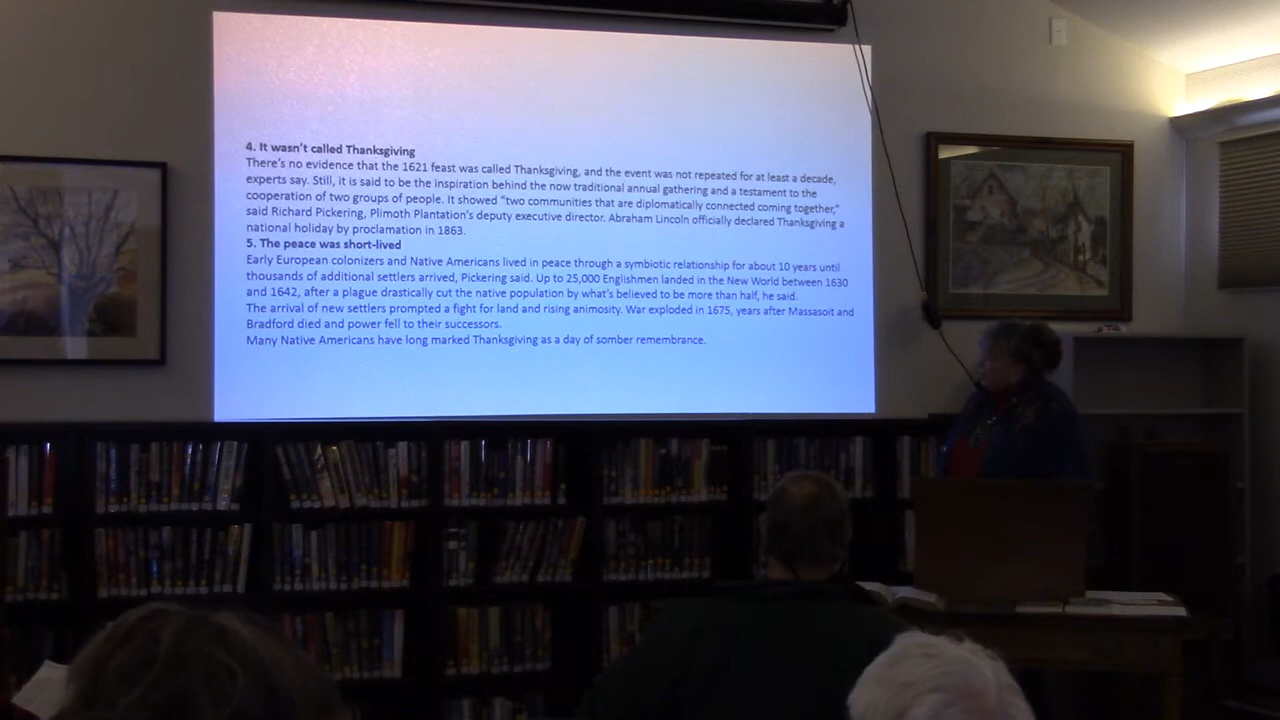 4. It wasn't called Thanksgiving
There's no evidence that the 1621 feast was called Thanksgiving, and the event was not repeated for at least a decade,
experts say. Still, it is said to be the inspiration behind the now traditional annual gathering and a testament to the
cooperation of two groups of people. It showed "two communities that are diplomatically connected coming together,"
said Richard Pickering, Plimoth Plantation's deputy executive director. Abraham Lincoln officially declared Thanksgiving a
national holiday by proclamation in 1863.
5. The peace was short-lived
Early European colonizers and Native Americans lived in peace through a symbiotic relationship for about 10 years until
thousands of additional settlers arrived, Pickering said. Up to 25,000 Englishmen landed in the New World between 1630
and 1642, after a plague drastically cut the native population by what's believed to be more than half, he said.
The arrival of new settlers prompted a fight for land and rising animosity. War exploded in 1675, years after Massasoit and
Bradford died and power fell to their successors.
Many Native Americans have long marked Thanksgiving as a day of somber remembrance.